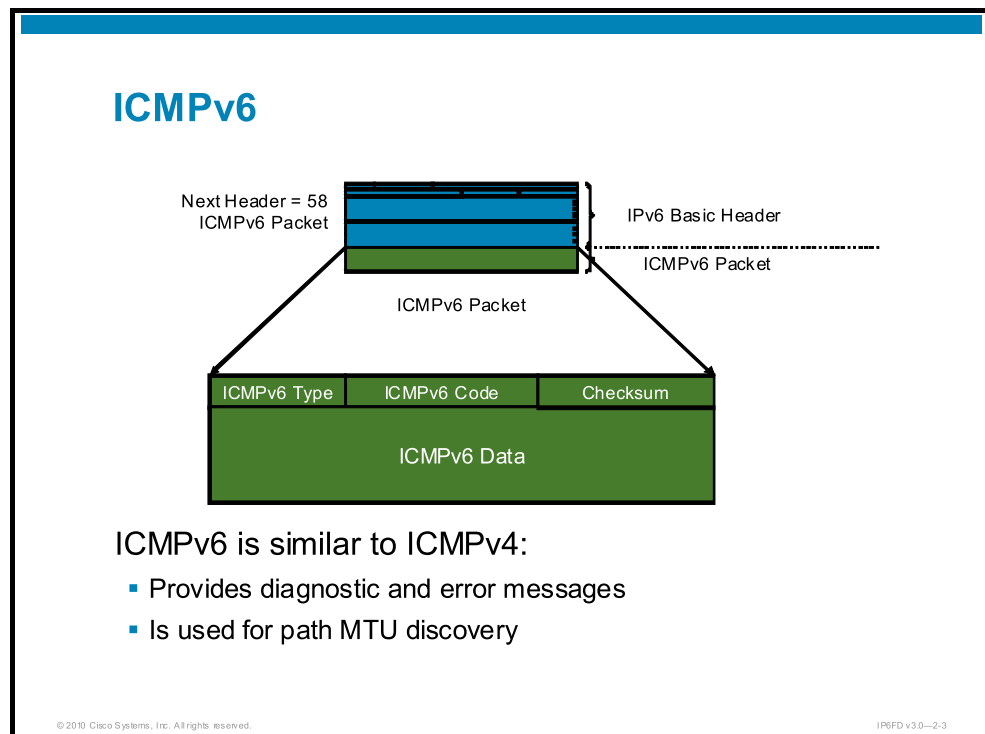 ICMPv6
Next Header = 58
ICMPv6 Packet
IPv6 Basic Header
ICMPv6 Packet
ICMPv6 Packet
ICMPv6 Type
ICMPv6 Code
Checksum
ICMPv6 Data
ICMPv6 is similar to ICMPv4:
▪ Provides diagnostic and error messages
▪ Is used for path MTU discovery
© 2010 Cisco Systems, Inc. All rights reserved.
IP6FD v3.0—2-3